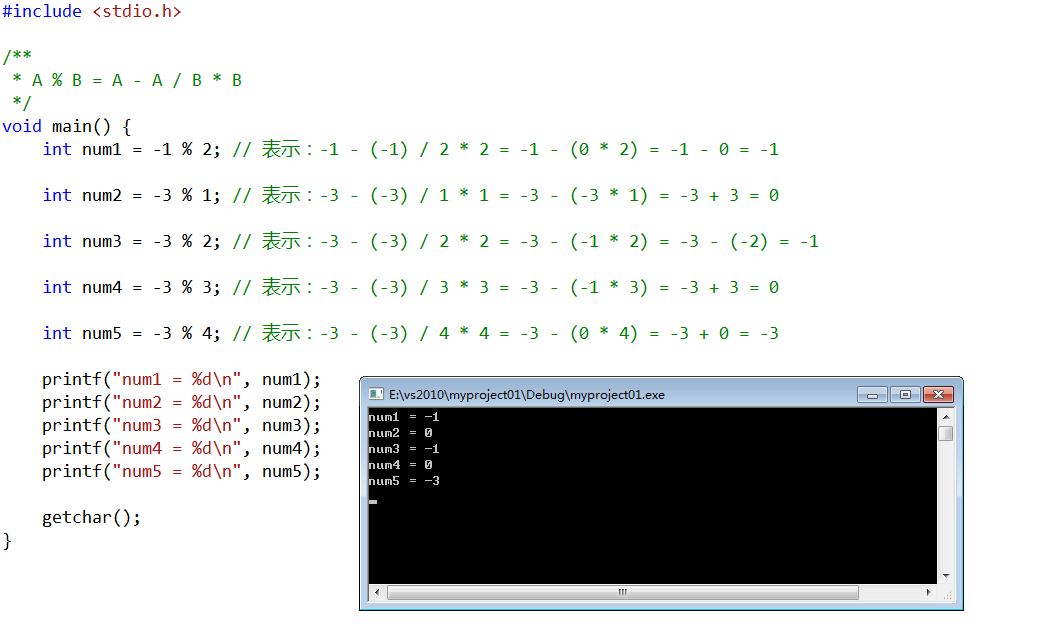 #include <stdio.h>
/**
 * A % B = A - A / B * B
 */
void main() {
    int num1 = -1 % 2; // 表示：-1 - (-1) / 2 * 2 = -1 - (0 * 2) = -1 - 0 = -1
    int num2 = -3 % 1; // 表示：-3 - (-3) / 1 * 1 = -3 - (-3 * 1) = -3 + 3 = 0
    int num3 = -3 % 2; // 表示：-3 - (-3) / 2 * 2 = -3 - (-1 * 2) = -3 - (-2) = -1
    int num4 = -3 % 3; // 表示：-3 - (-3) / 3 * 3 = -3 - (-1 * 3) = -3 + 3 = 0
    int num5 = -3 % 4; // 表示：-3 - (-3) / 4 * 4 = -3 - (0 * 4) = -3 + 0 = -3
    printf("num1 = %d\n", num1);
    printf("num2 = %d\n", num2);
    printf("num3 = %d\n", num3);
    printf("num4 = %d\n", num4);
    printf("num5 = %d\n", num5);
    getchar();
}
E:\vs2010\myproject01\Debug\myproject01.exe
num1 = -1
num2 = 0
num3 = -1
num4 = 0
num5 = -3